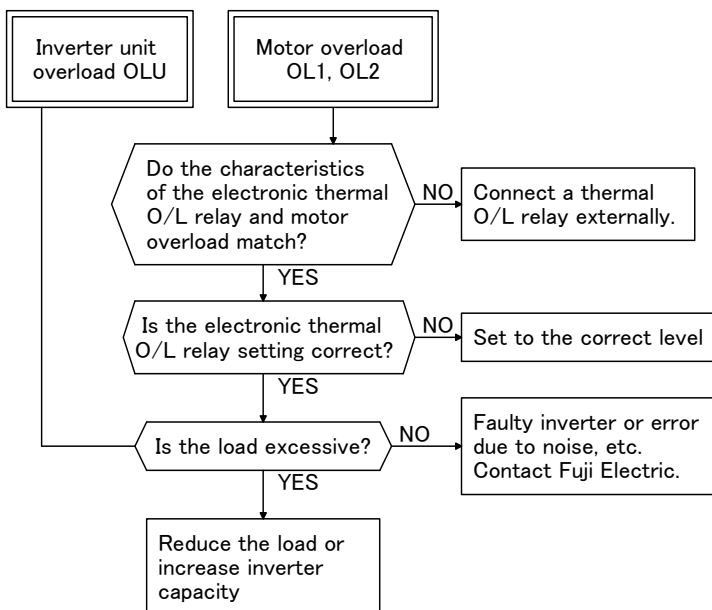 Inverter unit
overload OLU
Motor overload
OL1, OL2
Do the characteristics
of the electronic thermal
O/L relay and motor
overload match?
NO
Connect a thermal
O/L relay externally.
YES
Is the electronic thermal
O/L relay setting correct?
NO
Set to the correct level
YES
Is the load excessive?
NO
Faulty inverter or error
due to noise, etc.
Contact Fuji Electric.
YES
Reduce the load or
increase inverter
capacity